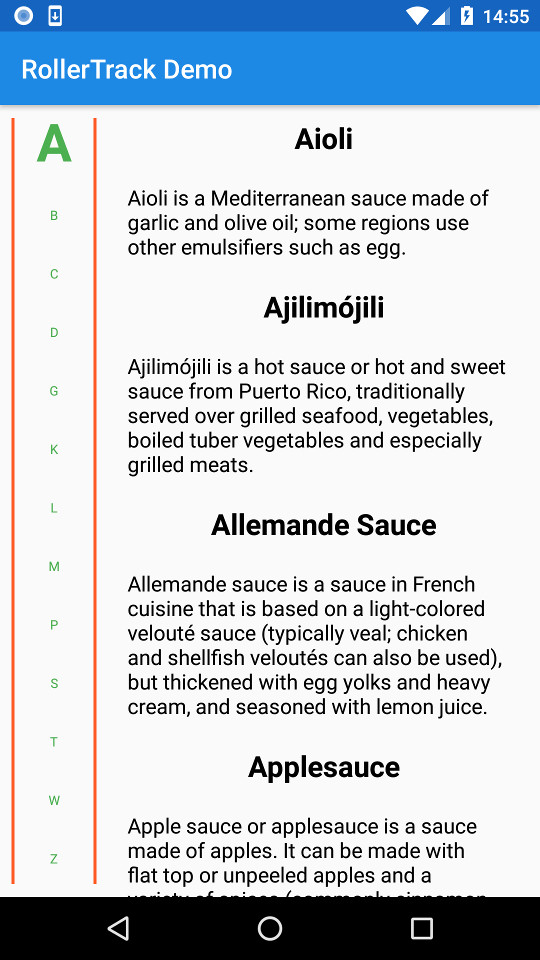 14:55
RollerTrack Demo
A
B
C
D
G
K
L
M
P
S
T
W
Z
Aioli
Aioli is a Mediterranean sauce made of
garlic and olive oil; some regions use
other emulsifiers such as egg.
Ajilimójili
Ajilimójili is a hot sauce or hot and sweet
sauce from Puerto Rico, traditionally
served over grilled seafood, vegetables,
boiled tuber vegetables and especially
grilled meats.
Allemande Sauce
Allemande sauce is a sauce in French
cuisine that is based on a light-colored
velouté sauce (typically veal; chicken
and shellfish veloutés can also be used),
but thickened with egg yolks and heavy
cream, and seasoned with lemon juice.
Applesauce
Apple sauce or applesauce is a sauce
made of apples. It can be made with
flat top or unpeeled apples and a
variety of spices (commonly cinnamon